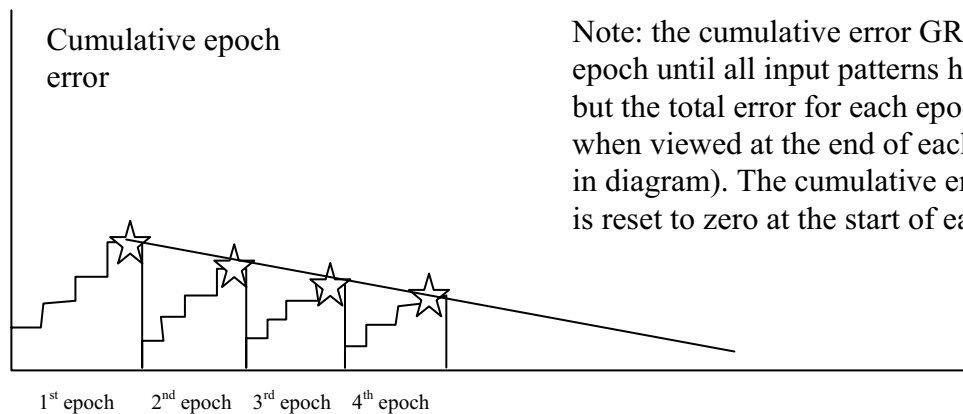 Cumulative epoch
error
Note: the cumulative error GR
epoch until all input patterns h
but the total error for each epo
when viewed at the end of each
in diagram). The cumulative er
is reset to zero at the start of ea
1st epoch 2nd epoch 3rd epoch 4th epoch